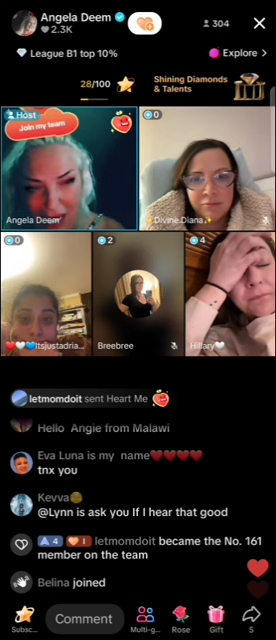 Angela Deem
2.3K
304
League B1 top 10%
Explore >
28/100
Shining Diamonds
& Talents
Host
Join my team
Angela Deem
0
✨Divine Diana✨
0
❤️🤍💙itsjustadria...
2
Breebree
4
Hillary🤍
letmomdoit sent Heart Me
Hello Angie from Malawi
Eva Luna is my name❤️❤️❤️❤️
tnx you
Kevva😊
@Lynn is ask you If I hear that good
4 1 letmomdoit became the No. 161
member on the team
Belina joined
Subsc...
Comment
Multi-g...
Rose
Gift
5